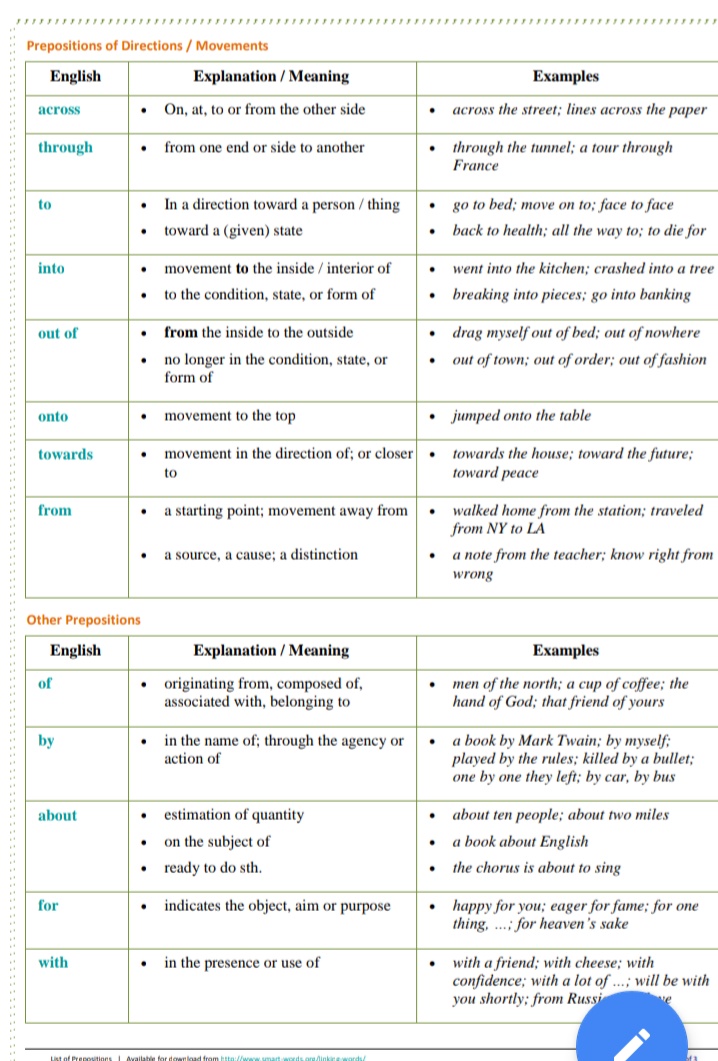 Prepositions of Directions / Movements
English Explanation / Meaning Examples
across • On, at, to or from the other side • across the street; lines across the paper
through • from one end or side to another • through the tunnel; a tour through
France
to • In a direction toward a person / thing • go to bed; move on to; face to face
• toward a (given) state • back to health; all the way to; to die for
into • movement to the inside / interior of • went into the kitchen; crashed into a tree
• to the condition, state, or form of • breaking into pieces; go into banking
out of • from the inside to the outside • drag myself out of bed; out of nowhere
• no longer in the condition, state, or • out of town; out of order; out of fashion
form of
onto • movement to the top • jumped onto the table
towards • movement in the direction of; or closer • towards the house; toward the future;
to toward peace
from • a starting point; movement away from • walked home from the station; traveled
from NY to LA
• a source, a cause; a distinction • a note from the teacher; know right from
wrong
Other Prepositions
English Explanation / Meaning Examples
of • originating from, composed of, • men of the north; a cup of coffee; the
associated with, belonging to hand of God; that friend of yours
by • in the name of; through the agency or • a book by Mark Twain; by myself;
action of played by the rules; killed by a bullet;
one by one they left; by car, by bus
about • estimation of quantity • about ten people; about two miles
• on the subject of • a book about English
• ready to do sth. • the chorus is about to sing
for • indicates the object, aim or purpose • happy for you; eager for fame; for one
thing, ...; for heaven's sake
with • in the presence or use of • with a friend; with cheese; with
confidence; with a lot of ...; will be with
you shortly; from
List of Prepositions | Available for download from http://www.smart-words.org/linking-words/